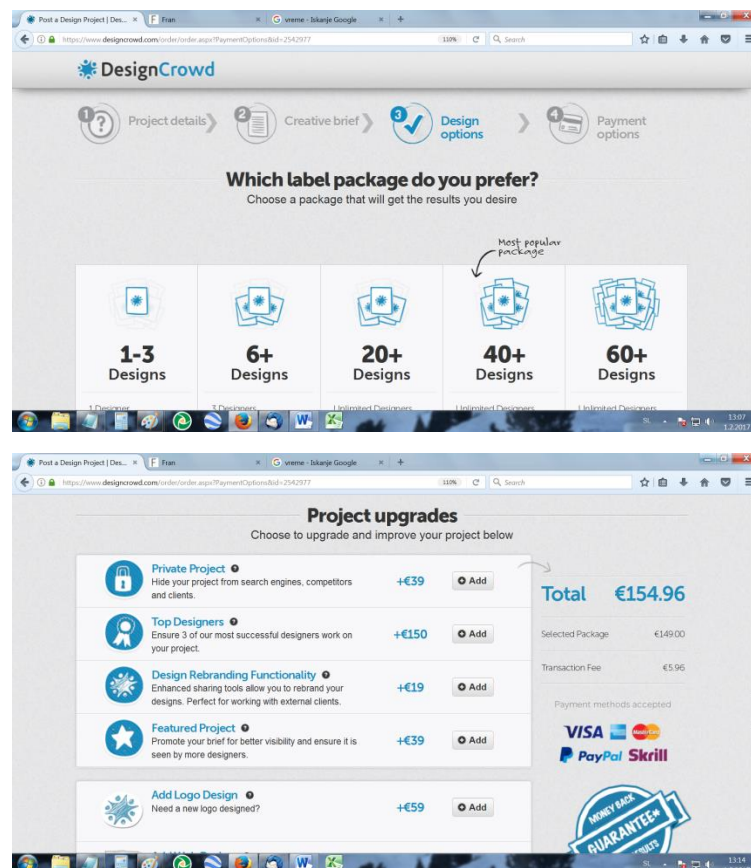 Post a Design Project | Des...
Fran
vreme - Iskanje Google
https://www.designcrowd.com/order/order.aspx?PaymentOptions&id=2542977
110%
Search
DesignCrowd
1 Project details
2 Creative brief
3 Design options
4 Payment options
Which label package do you prefer?
Choose a package that will get the results you desire
Most popular
package
1-3 6+ 20+ 40+ 60+
Designs Designs Designs Designs Designs
1 Designer 3 Designers Unlimited Designers Unlimited Designers Unlimited Designers
SL
13:07
1.2.2017
Post a Design Project | Des...
Fran
vreme - Iskanje Google
https://www.designcrowd.com/order/order.aspx?PaymentOptions&id=2542977
110%
Search
Project upgrades
Choose to upgrade and improve your project below
Private Project
Hide your project from search engines, competitors
and clients.
+€39 Add
Top Designers
Ensure 3 of our most successful designers work on
your project.
+€150 Add
Design Rebranding Functionality
Enhanced sharing tools allow you to rebrand your
designs. Perfect for working with external clients.
+€19 Add
Featured Project
Promote your brief for better visibility and ensure it is
seen by more designers.
+€39 Add
Add Logo Design
Need a new logo designed?
+€59 Add
Total €154.96
Selected Package €149.00
Transaction Fee €5.96
Payment methods accepted
VISA MasterCard
PayPal Skrill
MONEY BACK
GUARANTEE
SL
13:14